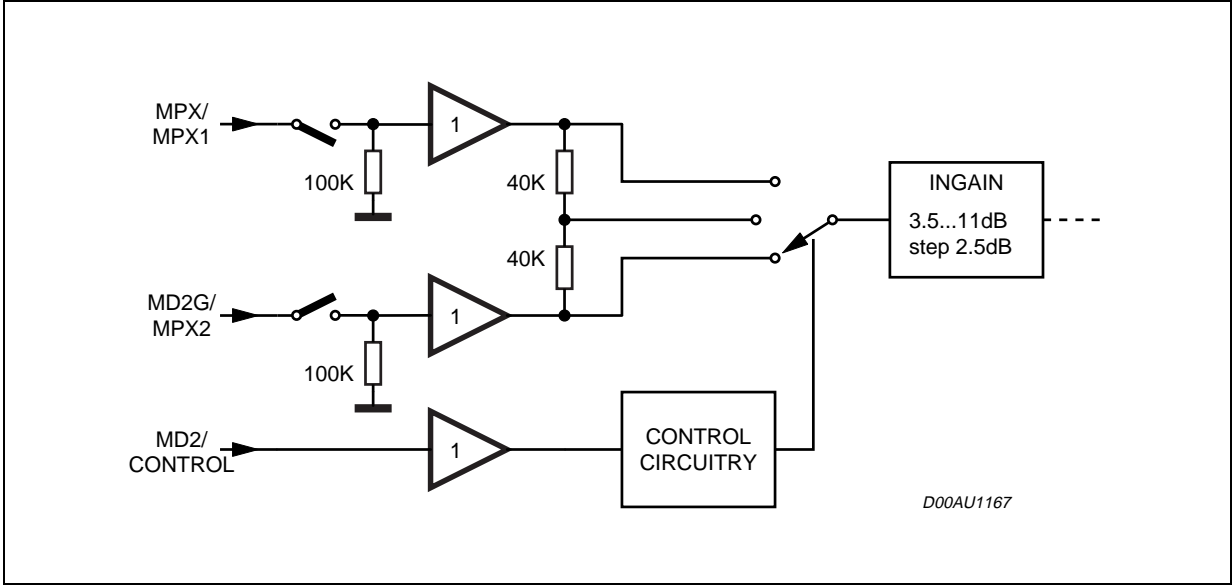 MPX/
MPX1
1
100K
40K
INGAIN
3.5...11dB
step 2.5dB
40K
MD2G/
MPX2
1
100K
MD2/
CONTROL
1
CONTROL
CIRCUITRY
D00AU1167